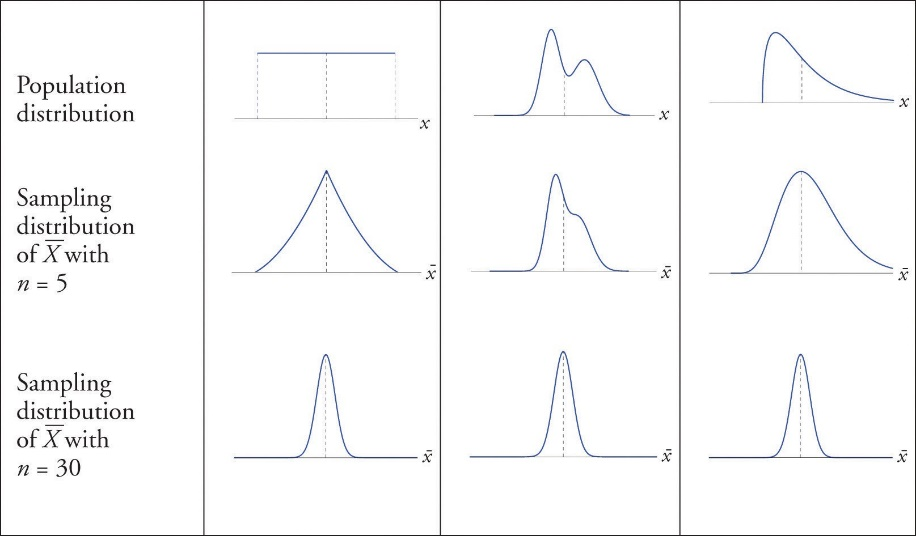 Population
distribution
x
x
x
Sampling
distribution
of X̅ with
n = 5
x̄
x̄
x̄
Sampling
distribution
of X̅ with
n = 30
x̄
x̄
x̄